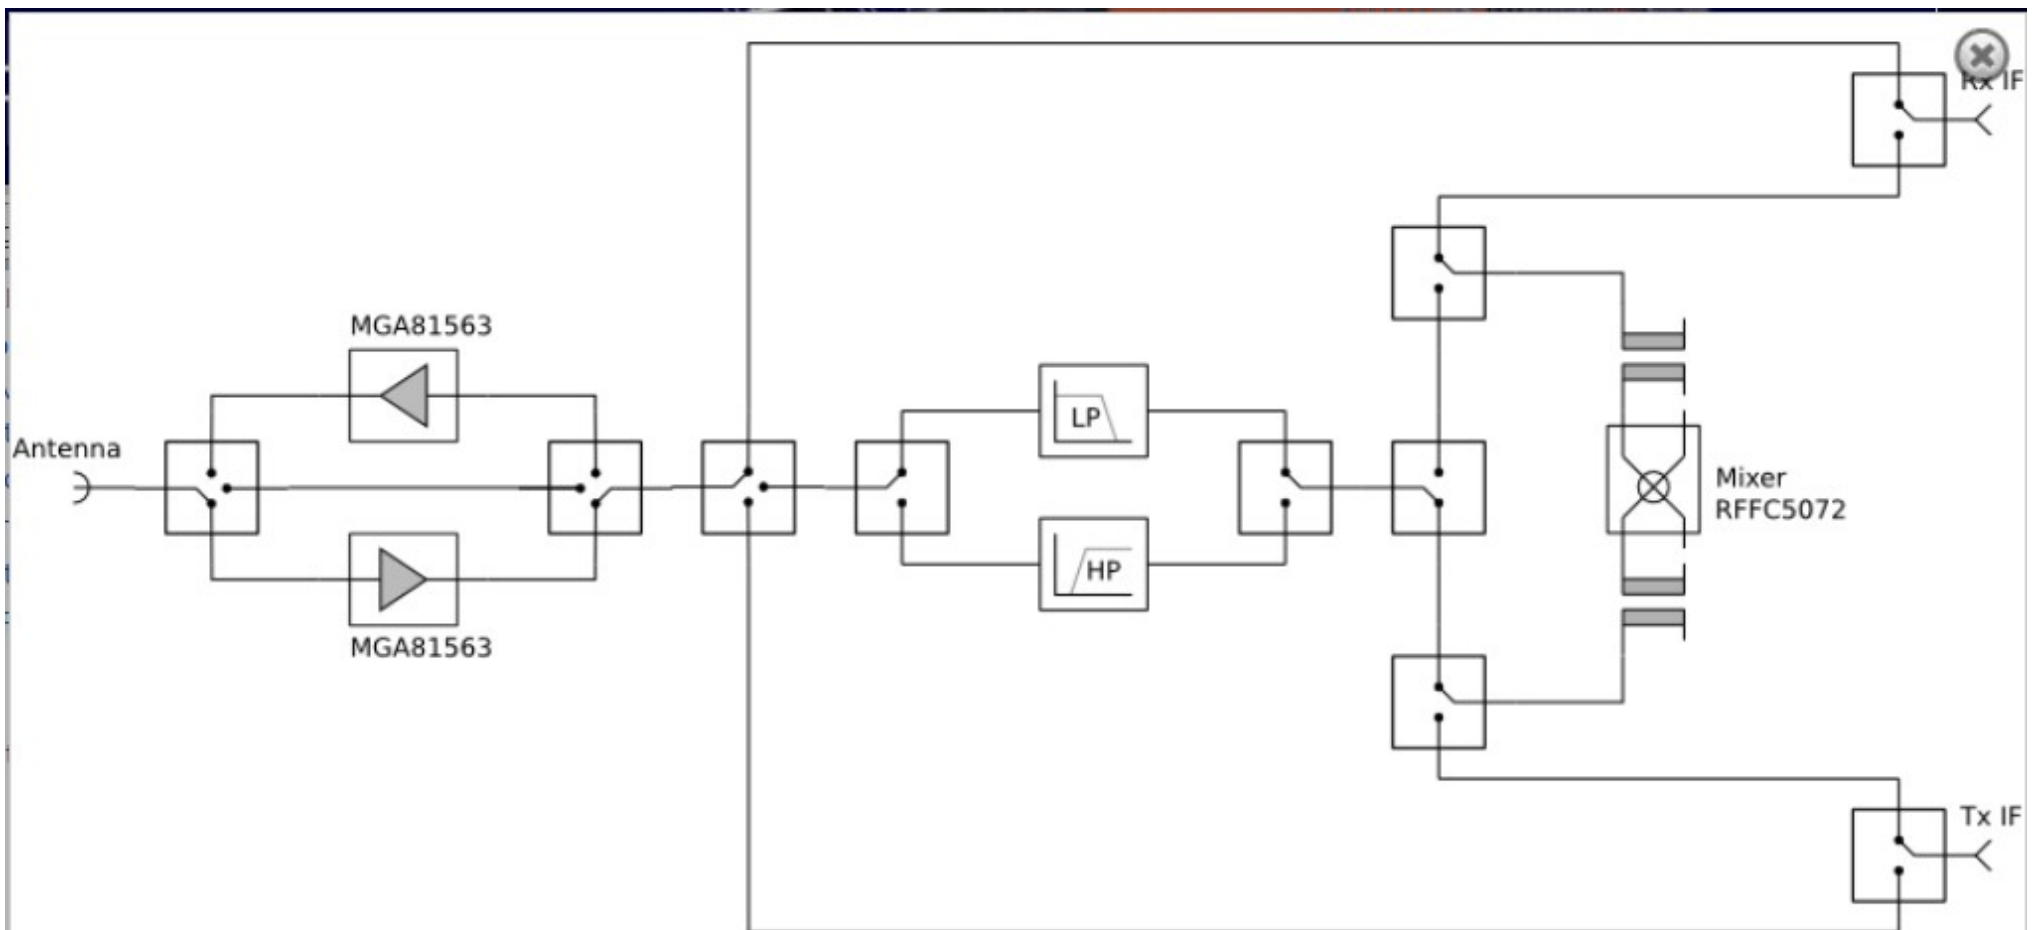 Rx IF
MGA81563
Antenna
LP
Mixer
RFFC5072
HP
MGA81563
Tx IF